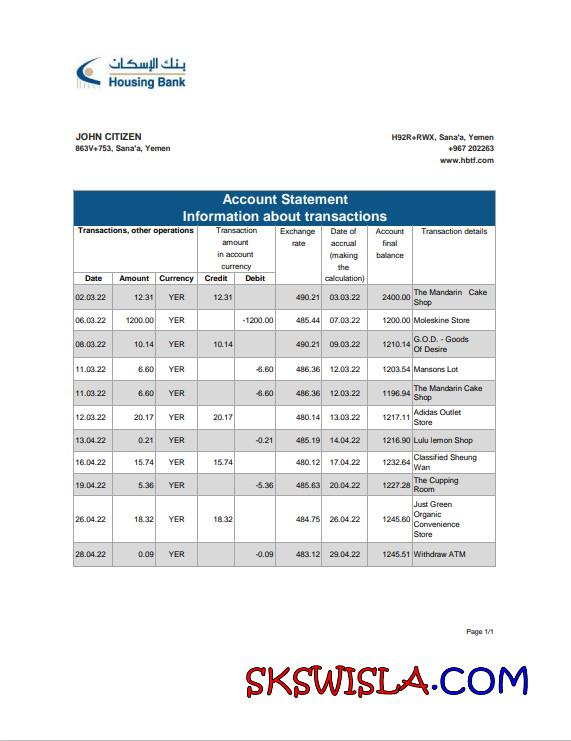 بنك الإسكان
Housing Bank
JOHN CITIZEN
863V+753, Sana'a, Yemen
H92R+RWX, Sana'a, Yemen
+967 202263
www.hbtf.com
Account Statement
Information about transactions
Transactions, other operations Transaction amount in account currency Exchange rate Date of accrual (making the calculation) Account final balance Transaction details
Date Amount Currency Credit Debit
02.03.22 12.31 YER 12.31 490.21 03.03.22 2400.00 The Mandarin Cake Shop
06.03.22 1200.00 YER -1200.00 485.44 07.03.22 1200.00 Moleskine Store
08.03.22 10.14 YER 10.14 490.21 09.03.22 1210.14 G.O.D. - Goods Of Desire
11.03.22 6.60 YER -6.60 486.36 12.03.22 1203.54 Mansons Lot
11.03.22 6.60 YER -6.60 486.36 12.03.22 1196.94 The Mandarin Cake Shop
12.03.22 20.17 YER 20.17 480.14 13.03.22 1217.11 Adidas Outlet Store
13.04.22 0.21 YER -0.21 485.19 14.04.22 1216.90 Lulu lemon Shop
16.04.22 15.74 YER 15.74 480.12 17.04.22 1232.64 Classified Sheung Wan
19.04.22 5.36 YER -5.36 485.63 20.04.22 1227.28 The Cupping Room
26.04.22 18.32 YER 18.32 484.75 26.04.22 1245.60 Just Green Organic Convenience Store
28.04.22 0.09 YER -0.09 483.12 29.04.22 1245.51 Withdraw ATM
Page 1/1
SKSWISLA.COM